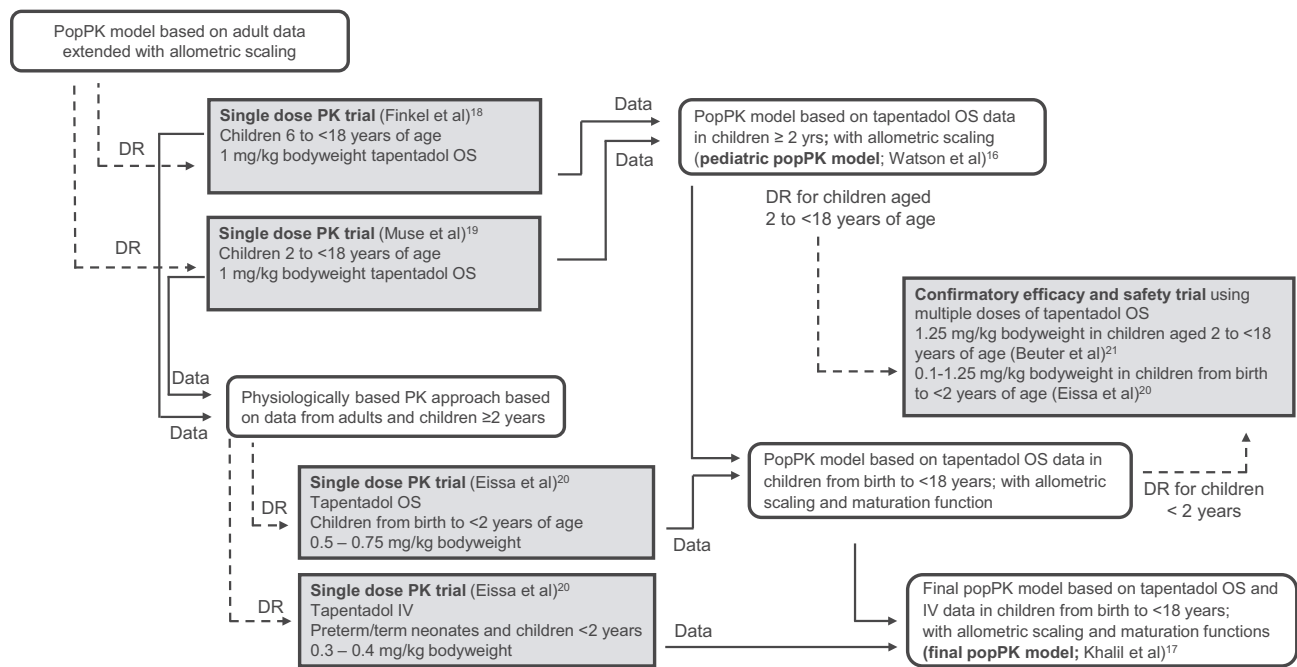 PopPK model based on adult data
extended with allometric scaling
DR
Single dose PK trial (Finkel et al)18
Children 6 to <18 years of age
1 mg/kg bodyweight tapentadol OS
Data
Data
PopPK model based on tapentadol OS data
in children ≥ 2 yrs; with allometric scaling
(pediatric popPK model; Watson et al)16
DR
Single dose PK trial (Muse et al)19
Children 2 to <18 years of age
1 mg/kg bodyweight tapentadol OS
DR for children aged
2 to <18 years of age
Confirmatory efficacy and safety trial using
multiple doses of tapentadol OS
1.25 mg/kg bodyweight in children aged 2 to <18
years of age (Beuter et al)21
0.1-1.25 mg/kg bodyweight in children from birth
to <2 years of age (Eissa et al)20
Data
Data
Physiologically based PK approach based
on data from adults and children ≥2 years
PopPK model based on tapentadol OS data in
children from birth to <18 years; with allometric
scaling and maturation function
DR for children
< 2 years
DR
Single dose PK trial (Eissa et al)20
Tapentadol OS
Children from birth to <2 years of age
0.5 – 0.75 mg/kg bodyweight
Data
DR
Single dose PK trial (Eissa et al)20
Tapentadol IV
Preterm/term neonates and children <2 years
0.3 – 0.4 mg/kg bodyweight
Data
Final popPK model based on tapentadol OS and
IV data in children from birth to <18 years;
with allometric scaling and maturation functions
(final popPK model; Khalil et al)17